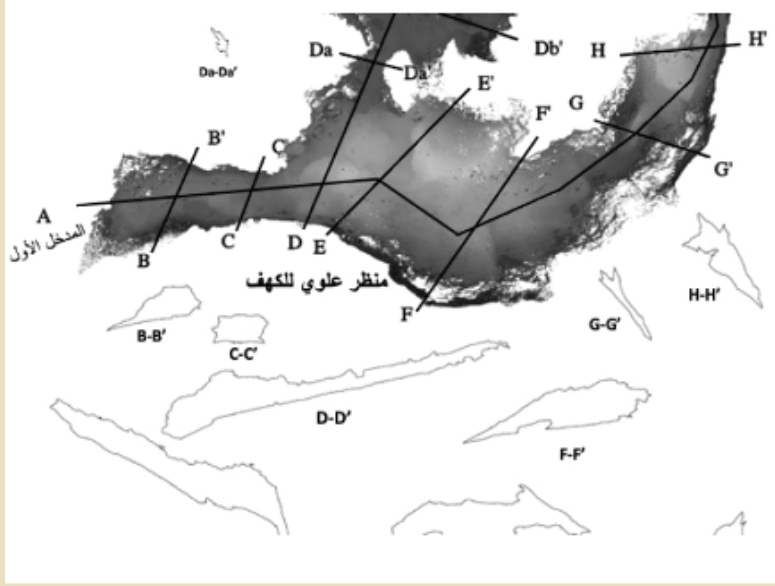 Da
Db'
H
H'
Da-Da'
Da'
E'
B'
C
F'
G
G'
A
المدخل الأول
B
C
D
E
منظر علوي للكهف
F
H-H'
B-B'
C-C'
G-G'
D-D'
F-F'